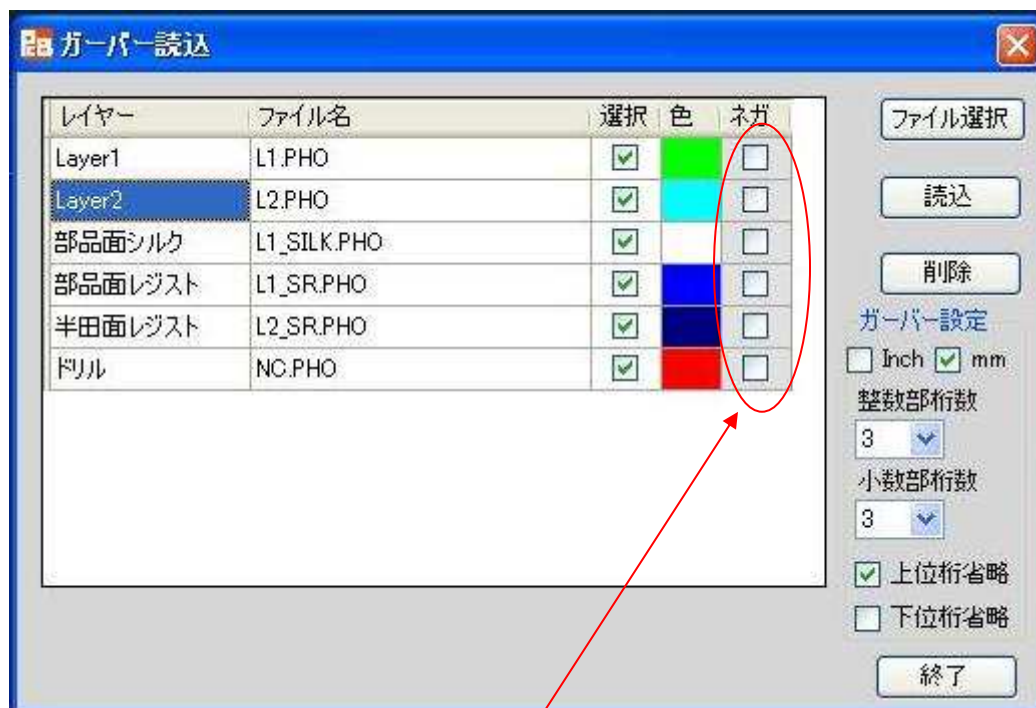 ガーバー読込
レイヤー ファイル名 選択 色 ネガ
Layer1 L1.PHO
Layer2 L2.PHO
部品面シルク L1_SILK.PHO
部品面レジスト L1_SR.PHO
半田面レジスト L2_SR.PHO
ドリル NC.PHO
ファイル選択
読込
削除
ガーバー設定
Inch mm
整数部桁数
3
小数部桁数
3
上位桁省略
下位桁省略
終了